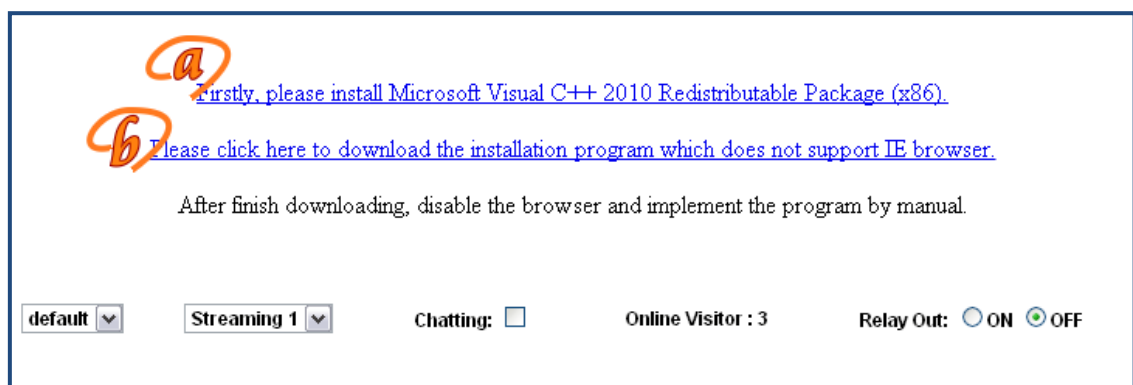 a
Firstly, please install Microsoft Visual C++ 2010 Redistributable Package (x86).
b
Please click here to download the installation program which does not support IE browser.
After finish downloading, disable the browser and implement the program by manual.
default Streaming 1 Chatting: Online Visitor : 3 Relay Out: ON OFF